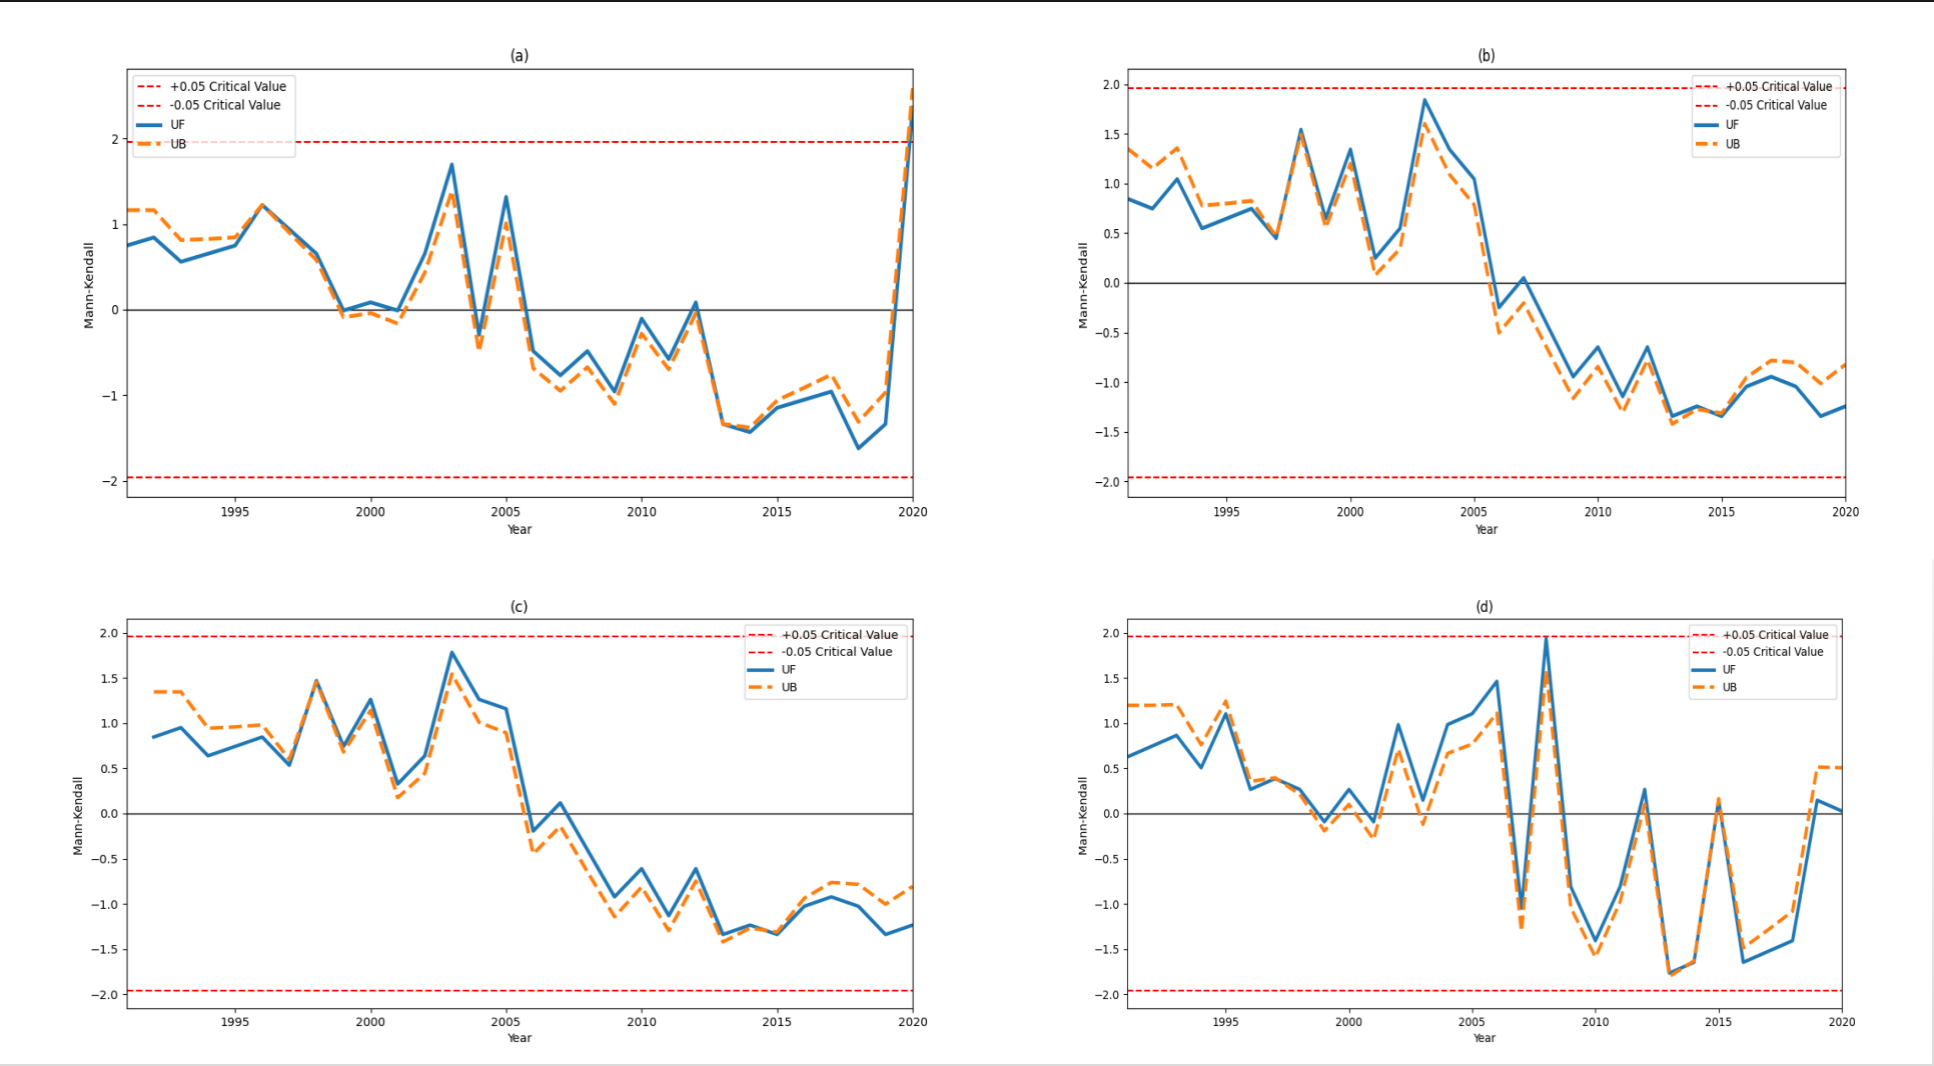 (a)
+0.05 Critical Value
-0.05 Critical Value
UF
UB
2
1
0
−1
−2
Mann-Kendall
1995 2000 2005 2010 2015 2020
Year
(b)
+0.05 Critical Value
-0.05 Critical Value
UF
UB
2.0
1.5
1.0
0.5
0.0
−0.5
−1.0
−1.5
−2.0
Mann-Kendall
1995 2000 2005 2010 2015 2020
Year
(c)
+0.05 Critical Value
-0.05 Critical Value
UF
UB
2.0
1.5
1.0
0.5
0.0
−0.5
−1.0
−1.5
−2.0
Mann-Kendall
1995 2000 2005 2010 2015 2020
Year
(d)
+0.05 Critical Value
-0.05 Critical Value
UF
UB
2.0
1.5
1.0
0.5
0.0
−0.5
−1.0
−1.5
−2.0
Mann-Kendall
1995 2000 2005 2010 2015 2020
Year